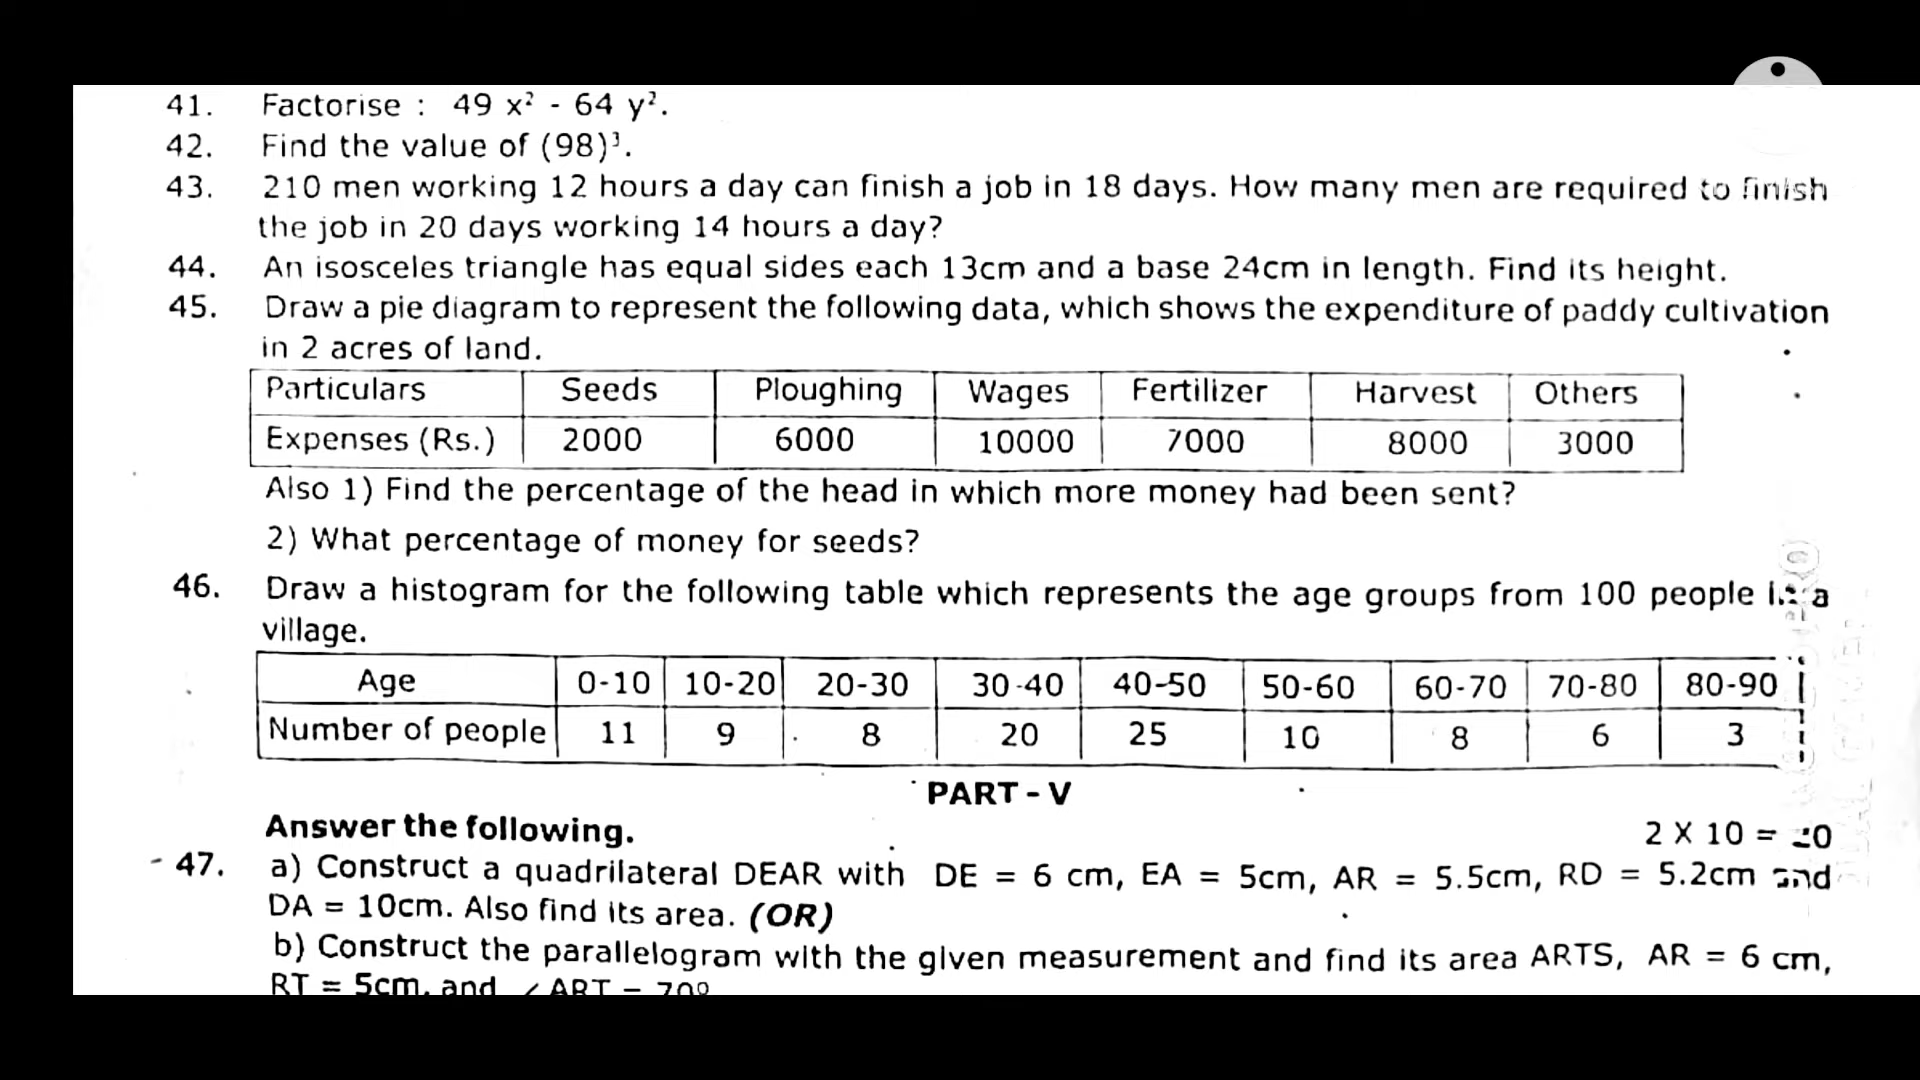 41. Factorise : 49 x² - 64 y².
42. Find the value of (98)³.
43. 210 men working 12 hours a day can finish a job in 18 days. How many men are required to finish
the job in 20 days working 14 hours a day?
44. An isosceles triangle has equal sides each 13cm and a base 24cm in length. Find its height.
45. Draw a pie diagram to represent the following data, which shows the expenditure of paddy cultivation
in 2 acres of land.
Particulars Seeds Ploughing Wages Fertilizer Harvest Others
Expenses (Rs.) 2000 6000 10000 7000 8000 3000
Also 1) Find the percentage of the head in which more money had been sent?
2) What percentage of money for seeds?
46. Draw a histogram for the following table which represents the age groups from 100 people in a
village.
Age 0-10 10-20 20-30 30-40 40-50 50-60 60-70 70-80 80-90
Number of people 11 9 8 20 25 10 8 6 3
PART - V
Answer the following.
2 X 10 = 20
47. a) Construct a quadrilateral DEAR with DE = 6 cm, EA = 5cm, AR = 5.5cm, RD = 5.2cm and
DA = 10cm. Also find its area. (OR)
b) Construct the parallelogram with the given measurement and find its area ARTS, AR = 6 cm,
RT = 5cm, and ∠ART = 70º